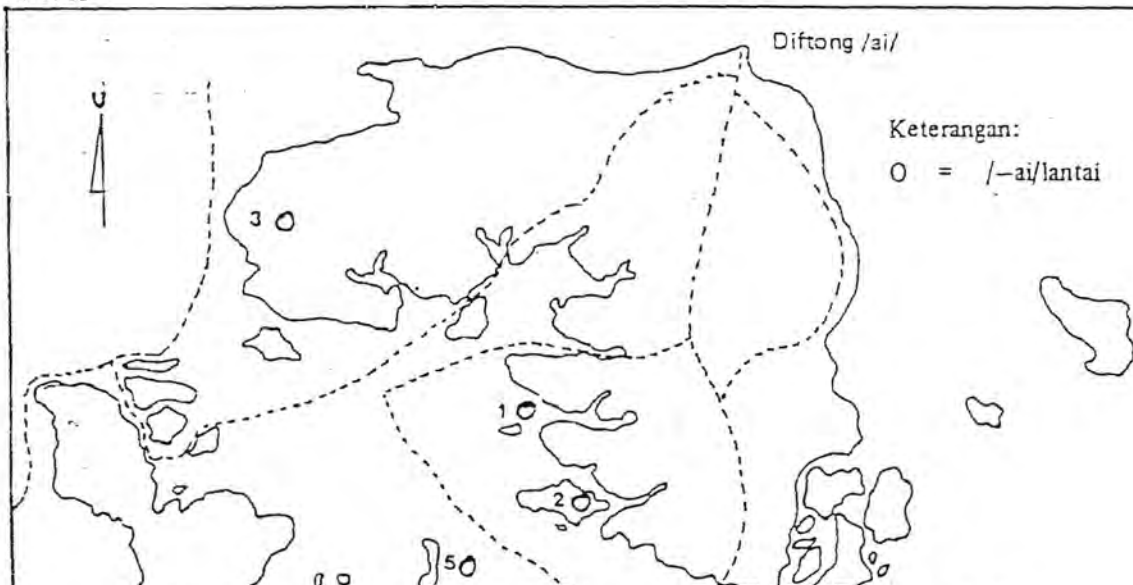 Diftong /ai/
U
Keterangan:
O = /–ai/lantai
3
1
2
5